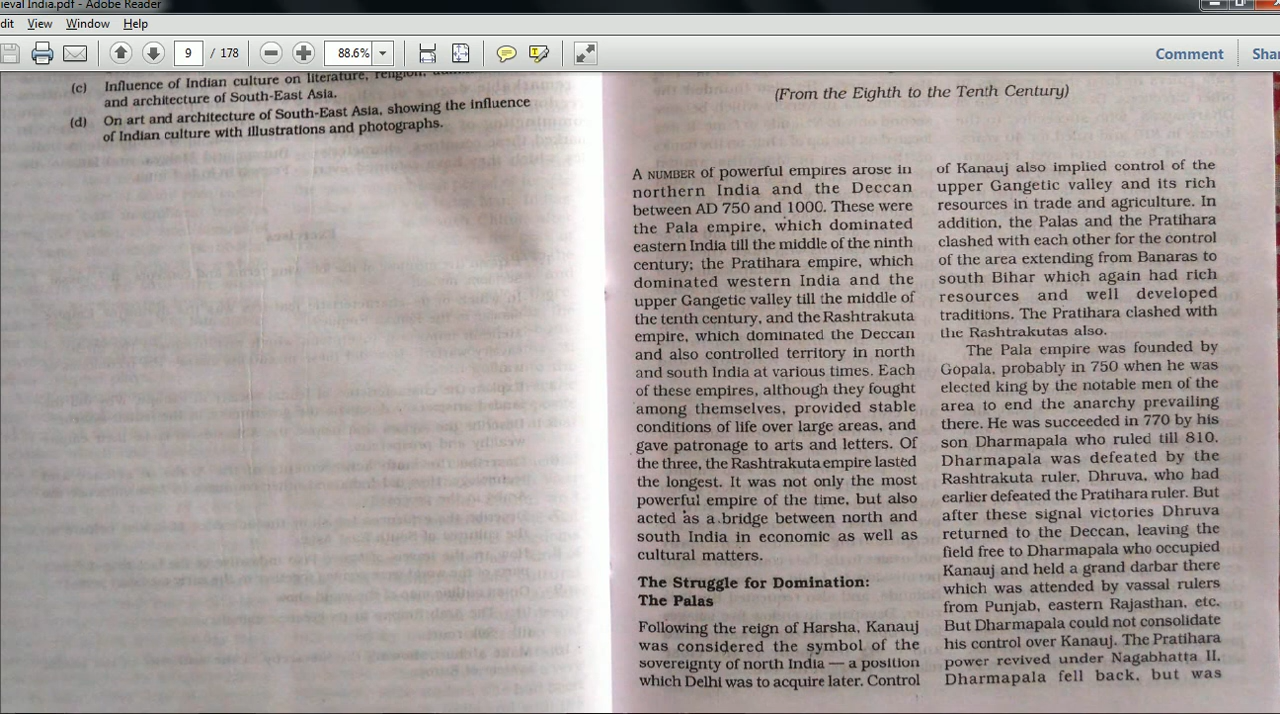 ieval India.pdf - Adobe Reader
dit View Window Help
9 / 178 88.6% Comment
(c) Influence of Indian culture on literature, religion,
and architecture of South-East Asia.
(d) On art and architecture of South-East Asia, showing the influence
of Indian culture with illustrations and photographs.
(From the Eighth to the Tenth Century)
A NUMBER of powerful empires arose in
northern India and the Deccan
between AD 750 and 1000. These were
the Pala empire, which dominated
eastern India till the middle of the ninth
century; the Pratihara empire, which
dominated western India and the
upper Gangetic valley till the middle of
the tenth century, and the Rashtrakuta
empire, which dominated the Deccan
and also controlled territory in north
and south India at various times. Each
of these empires, although they fought
among themselves, provided stable
conditions of life over large areas, and
gave patronage to arts and letters. Of
the three, the Rashtrakuta empire lasted
the longest. It was not only the most
powerful empire of the time, but also
acted as a bridge between north and
south India in economic as well as
cultural matters.
The Struggle for Domination:
The Palas
Following the reign of Harsha, Kanauj
was considered the symbol of the
sovereignty of north India — a position
which Delhi was to acquire later. Control
of Kanauj also implied control of the
upper Gangetic valley and its rich
resources in trade and agriculture. In
addition, the Palas and the Pratihara
clashed with each other for the control
of the area extending from Banaras to
south Bihar which again had rich
resources and well developed
traditions. The Pratihara clashed with
the Rashtrakutas also.
The Pala empire was founded by
Gopala, probably in 750 when he was
elected king by the notable men of the
area to end the anarchy prevailing
there. He was succeeded in 770 by his
son Dharmapala who ruled till 810.
Dharmapala was defeated by the
Rashtrakuta ruler, Dhruva, who had
earlier defeated the Pratihara ruler. But
after these signal victories Dhruva
returned to the Deccan, leaving the
field free to Dharmapala who occupied
Kanauj and held a grand darbar there
which was attended by vassal rulers
from Punjab, eastern Rajasthan, etc.
But Dharmapala could not consolidate
his control over Kanauj. The Pratihara
power revived under Nagabhatta II.
Dharmapala fell back, but was